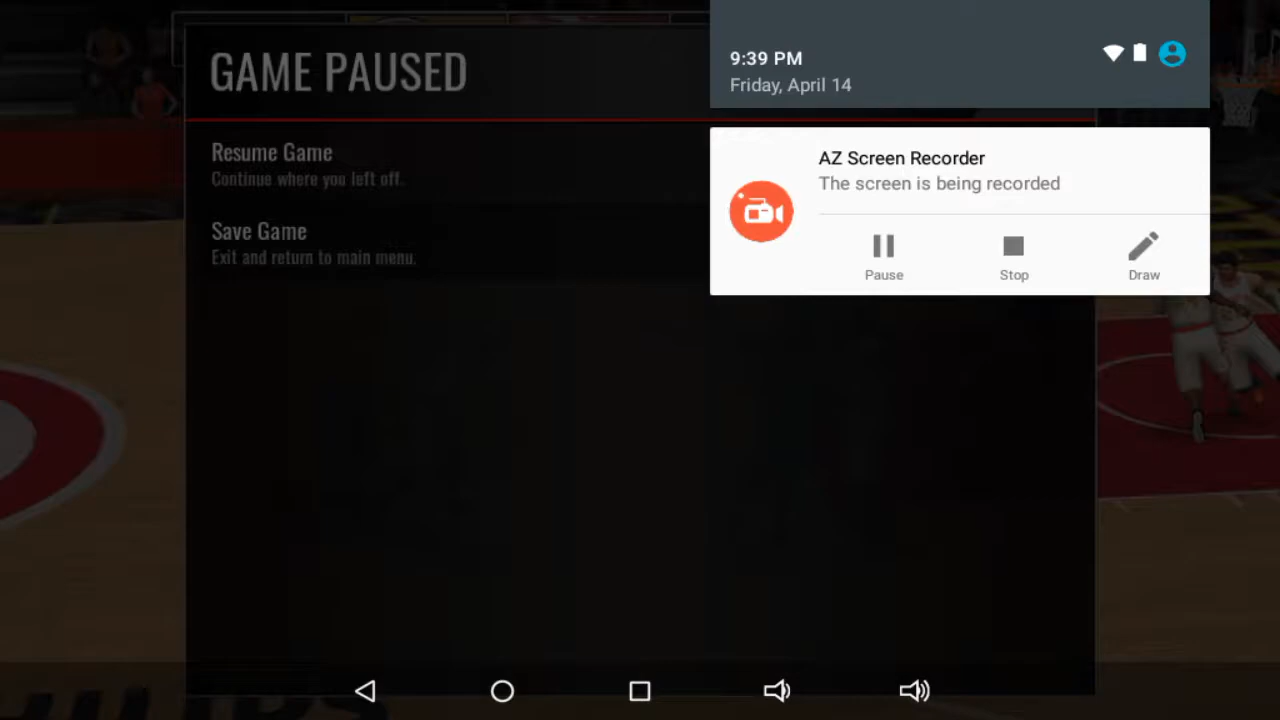 GAME PAUSED
Resume Game
Continue where you left off.
Save Game
Exit and return to main menu.
9:39 PM
Friday, April 14
AZ Screen Recorder
The screen is being recorded
Pause
Stop
Draw